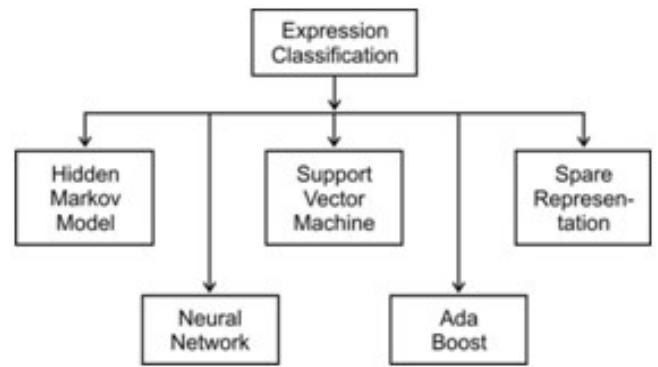 Expression
Classification
Hidden
Markov
Model
Support
Vector
Machine
Spare
Represen-
tation
Neural
Network
Ada
Boost